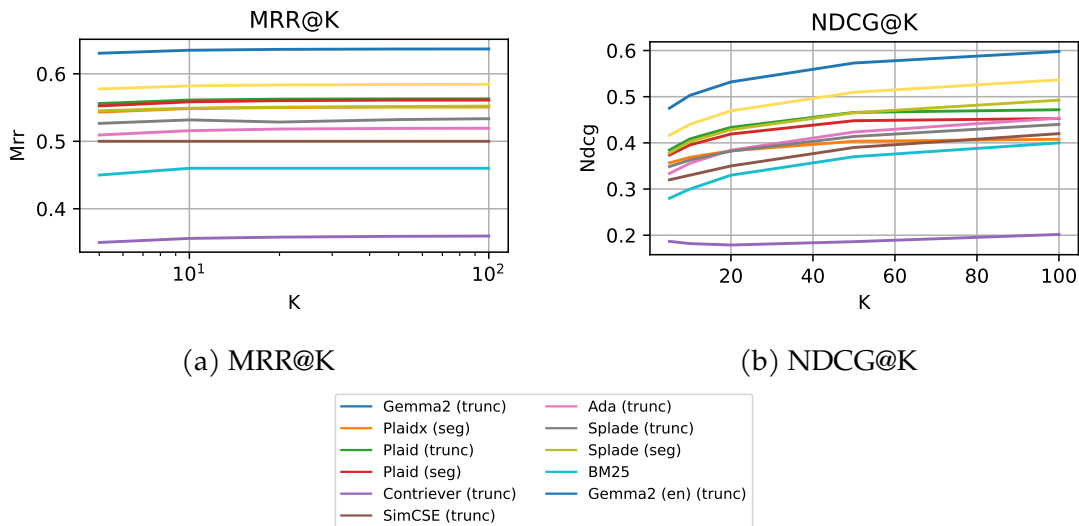 MRR@K
0.6
0.5
0.4
Mrr
10^1
10^2
K
(a) MRR@K
NDCG@K
0.6
0.5
0.4
0.3
0.2
Ndcg
20 40 60 80 100
K
(b) NDCG@K
Gemma2 (trunc)
Plaidx (seg)
Plaid (trunc)
Plaid (seg)
Contriever (trunc)
SimCSE (trunc)
Ada (trunc)
Splade (trunc)
Splade (seg)
BM25
Gemma2 (en) (trunc)